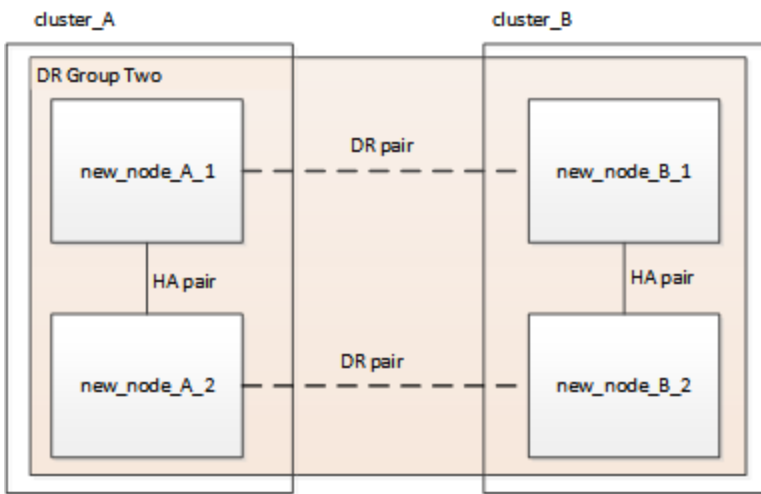 cluster_A
cluster_B
DR Group Two
new_node_A_1
DR pair
new_node_B_1
HA pair
HA pair
new_node_A_2
DR pair
new_node_B_2